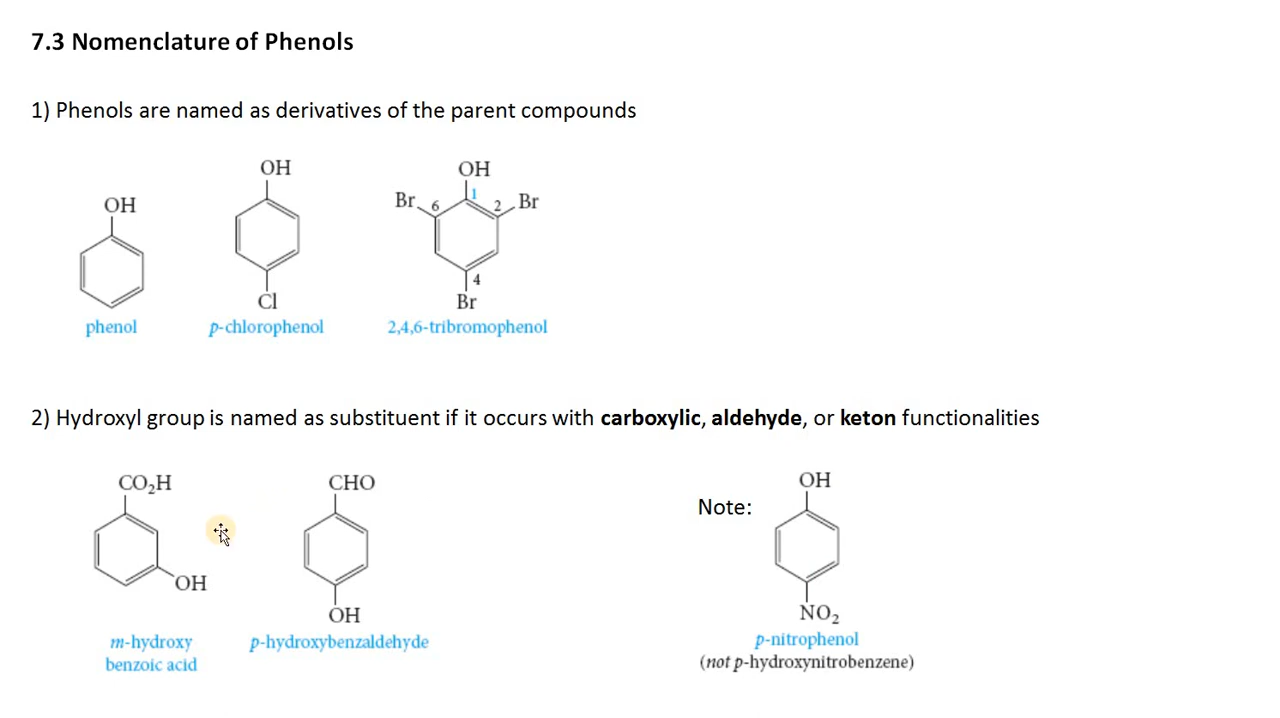 7.3 Nomenclature of Phenols
1) Phenols are named as derivatives of the parent compounds
OH
OH
OH
Br 6 1 2 Br
4
Cl
Br
phenol
p-chlorophenol
2,4,6-tribromophenol
2) Hydroxyl group is named as substituent if it occurs with carboxylic, aldehyde, or keton functionalities
CO₂H
OH
m-hydroxy
benzoic acid
CHO
OH
p-hydroxybenzaldehyde
Note:
OH
NO₂
p-nitrophenol
(not p-hydroxynitrobenzene)